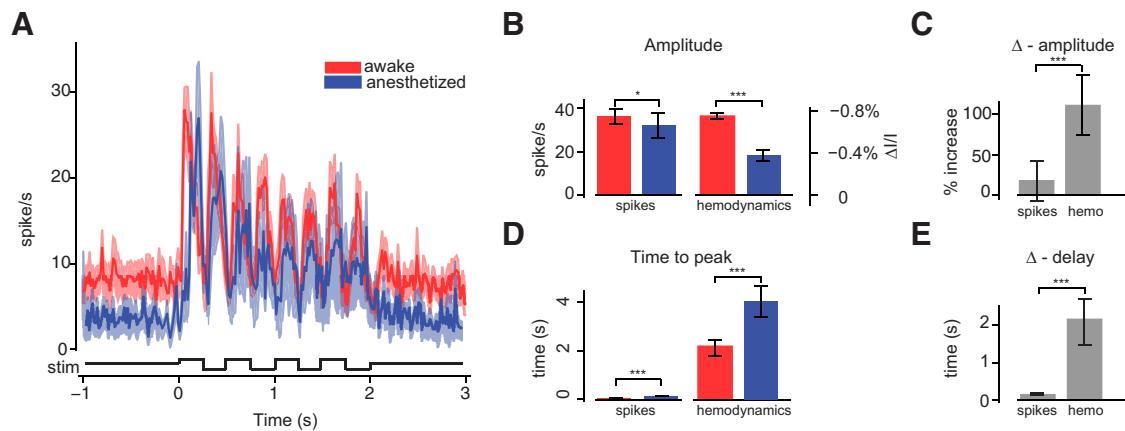 A
spike/s
30
20
10
0
awake
anesthetized
stim
−1
0
1
2
3
Time (s)
B
Amplitude
spike/s
40
20
0
*
***
spikes
hemodynamics
−0.8%
−0.4%
0
ΔI/I
C
Δ - amplitude
% increase
100
50
0
***
spikes
hemo
D
Time to peak
time (s)
4
2
0
***
***
spikes
hemodynamics
E
Δ - delay
time (s)
2
1
0
***
spikes
hemo